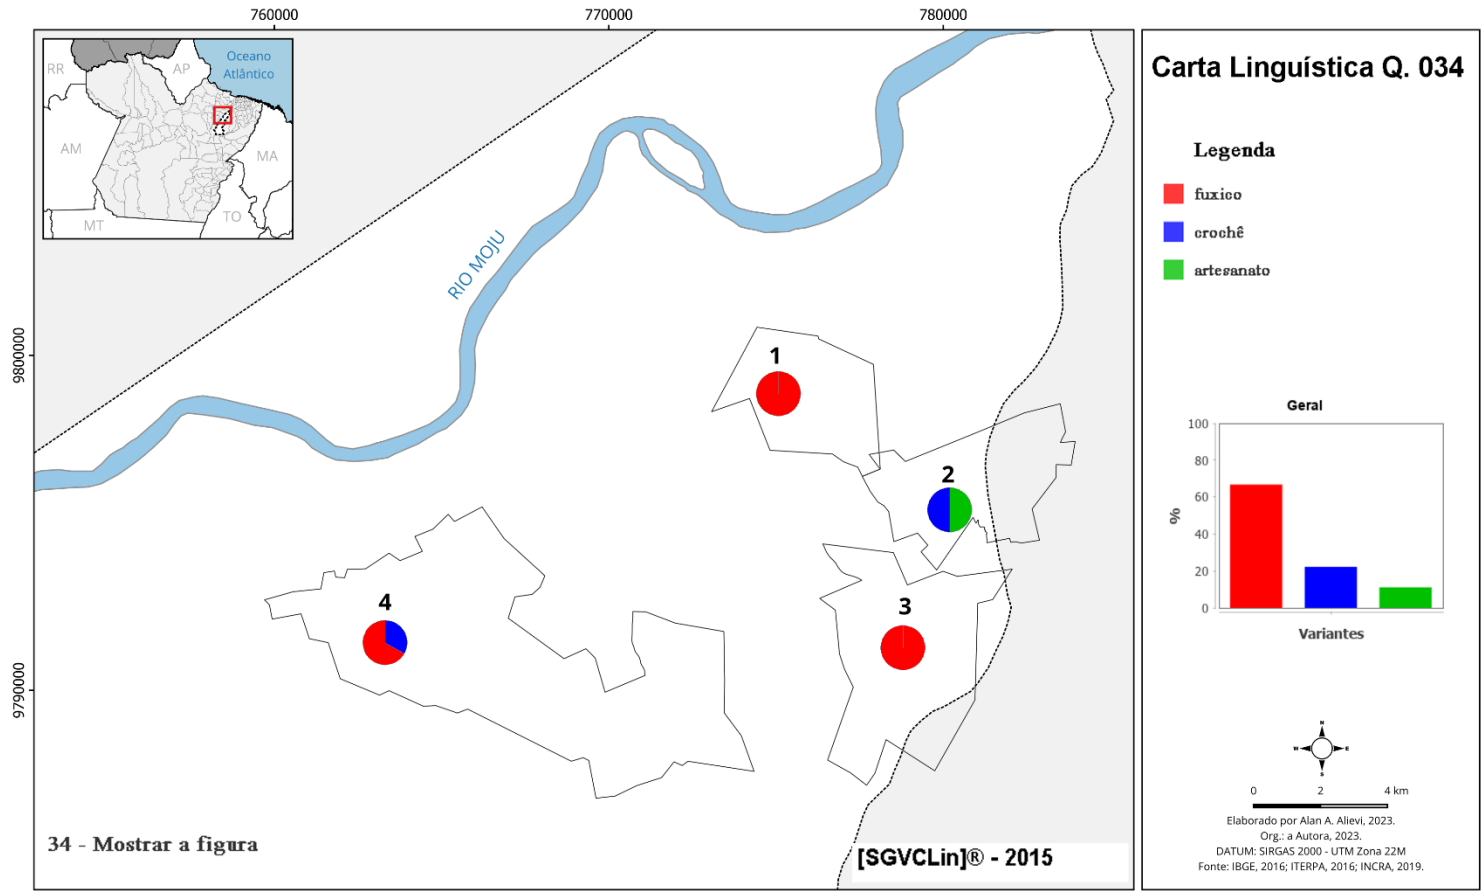 760000
770000
780000
Oceano
Atlântico
RR
AP
AM
MA
MT
TO
RIO MOJU
9800000
9790000
1
2
3
4
34 - Mostrar a figura
[SGVCLin]® - 2015
Carta Linguística Q. 034
Legenda
fuxico
crochê
artesanato
Geral
100
80
60
40
20
0
%
Variantes
N
W
E
S
0 2 4 km
Elaborado por Alan A. Alievi, 2023.
Org.: a Autora, 2023.
DATUM: SIRGAS 2000 - UTM Zona 22M
Fonte: IBGE, 2016; ITERPA, 2016; INCRA, 2019.